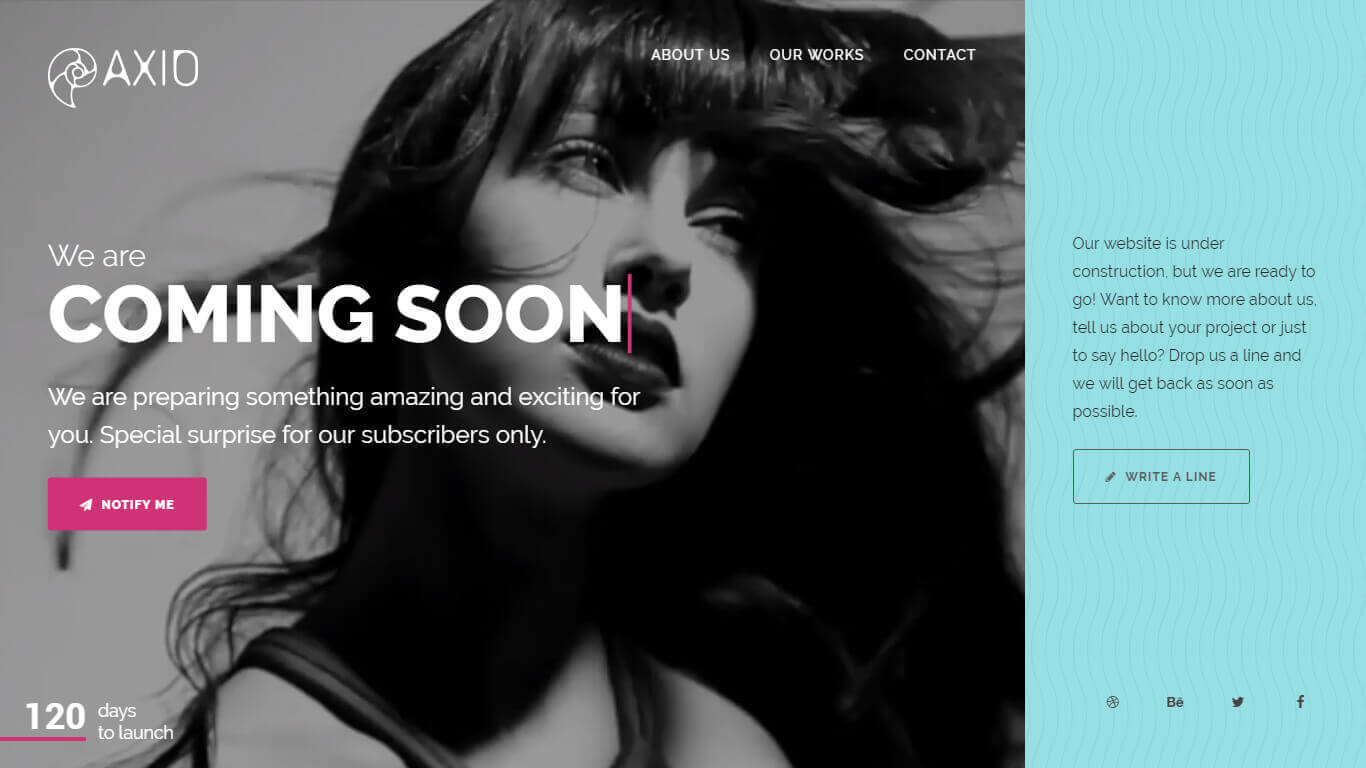 AXIO
ABOUT US
OUR WORKS
CONTACT
We are
COMING SOON
We are preparing something amazing and exciting for
you. Special surprise for our subscribers only.
NOTIFY ME
120
days
to launch
Our website is under
construction, but we are ready to
go! Want to know more about us,
tell us about your project or just
to say hello? Drop us a line and
we will get back as soon as
possible.
WRITE A LINE
Bē